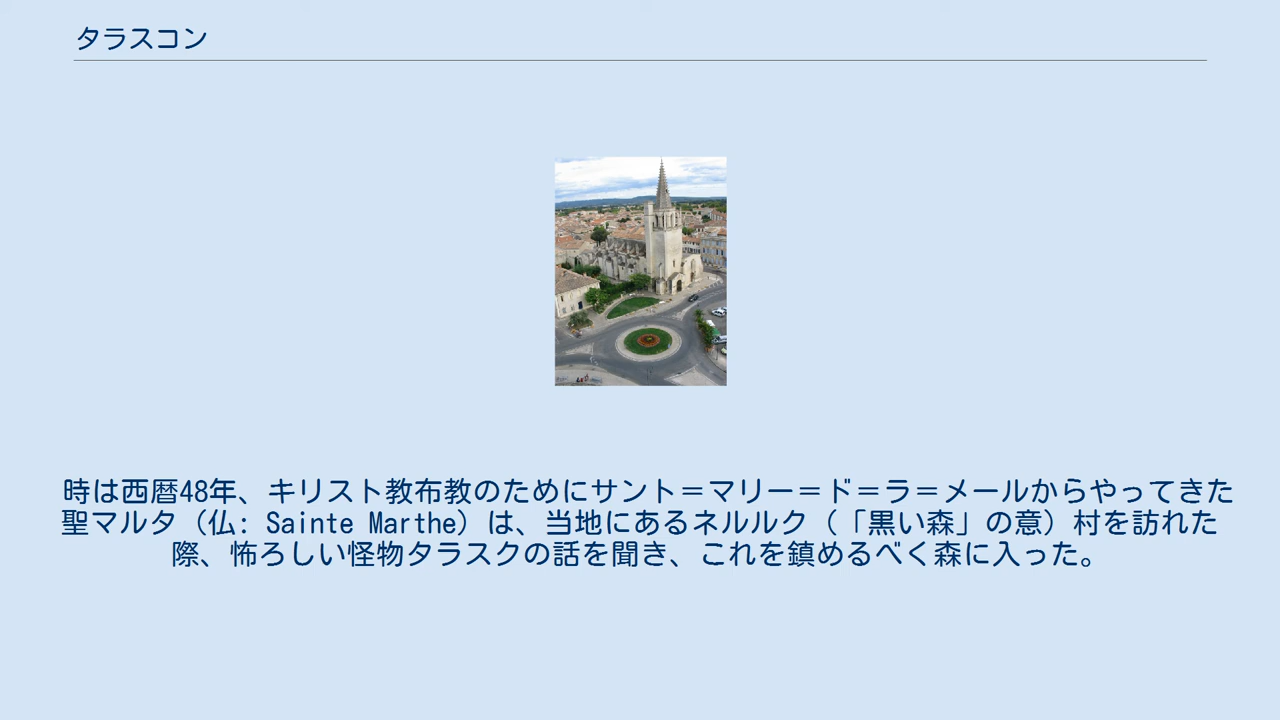 タラスコン
時は西暦48年、キリスト教布教のためにサント＝マリー＝ド＝ラ＝メールからやってきた
聖マルタ（仏: Sainte Marthe）は、当地にあるネルルク（「黒い森」の意）村を訪れた
際、怖ろしい怪物タラスクの話を聞き、これを鎮めるべく森に入った。